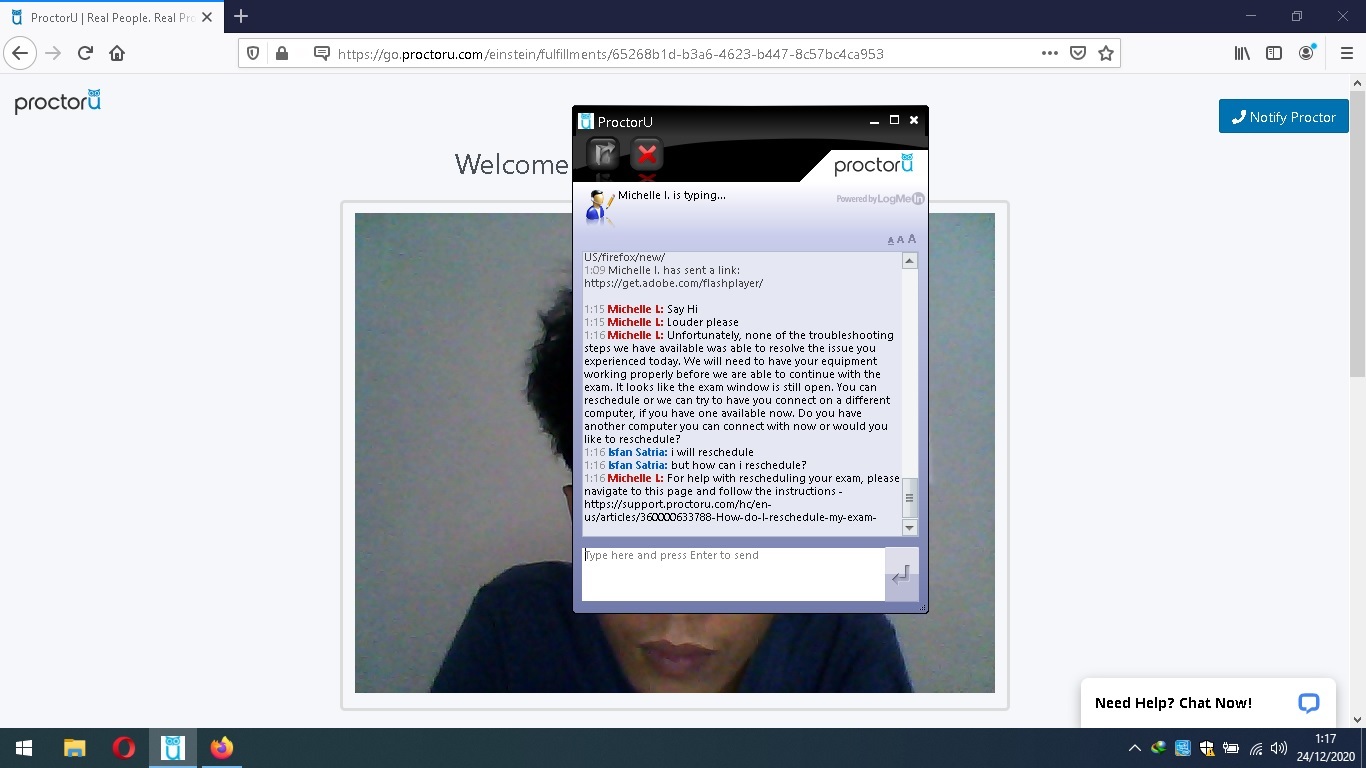 ProctorU | Real People. Real Pro
https://go.proctoru.com/einstein/fulfillments/65268b1d-b3a6-4623-b447-8c57bc4ca953
proctorU
Notify Proctor
Welcome
ProctorU
proctorU
Michelle I. is typing...
Powered by LogMeIn
A A A
US/firefox/new/
1:09 Michelle I. has sent a link:
https://get.adobe.com/flashplayer/
1:15 Michelle I.: Say Hi
1:15 Michelle I.: Louder please
1:16 Michelle I.: Unfortunately, none of the troubleshooting
steps we have available was able to resolve the issue you
experienced today. We will need to have your equipment
working properly before we are able to continue with the
exam. It looks like the exam window is still open. You can
reschedule or we can try to have you connect on a different
computer, if you have one available now. Do you have
another computer you can connect with now or would you
like to reschedule?
1:16 Isfan Satria: i will reschedule
1:16 Isfan Satria: but how can i reschedule?
1:16 Michelle I.: For help with rescheduling your exam, please
navigate to this page and follow the instructions -
https://support.proctoru.com/hc/en-
us/articles/360000633788-How-do-I-reschedule-my-exam-
Type here and press Enter to send
Need Help? Chat Now!
1:17
24/12/2020